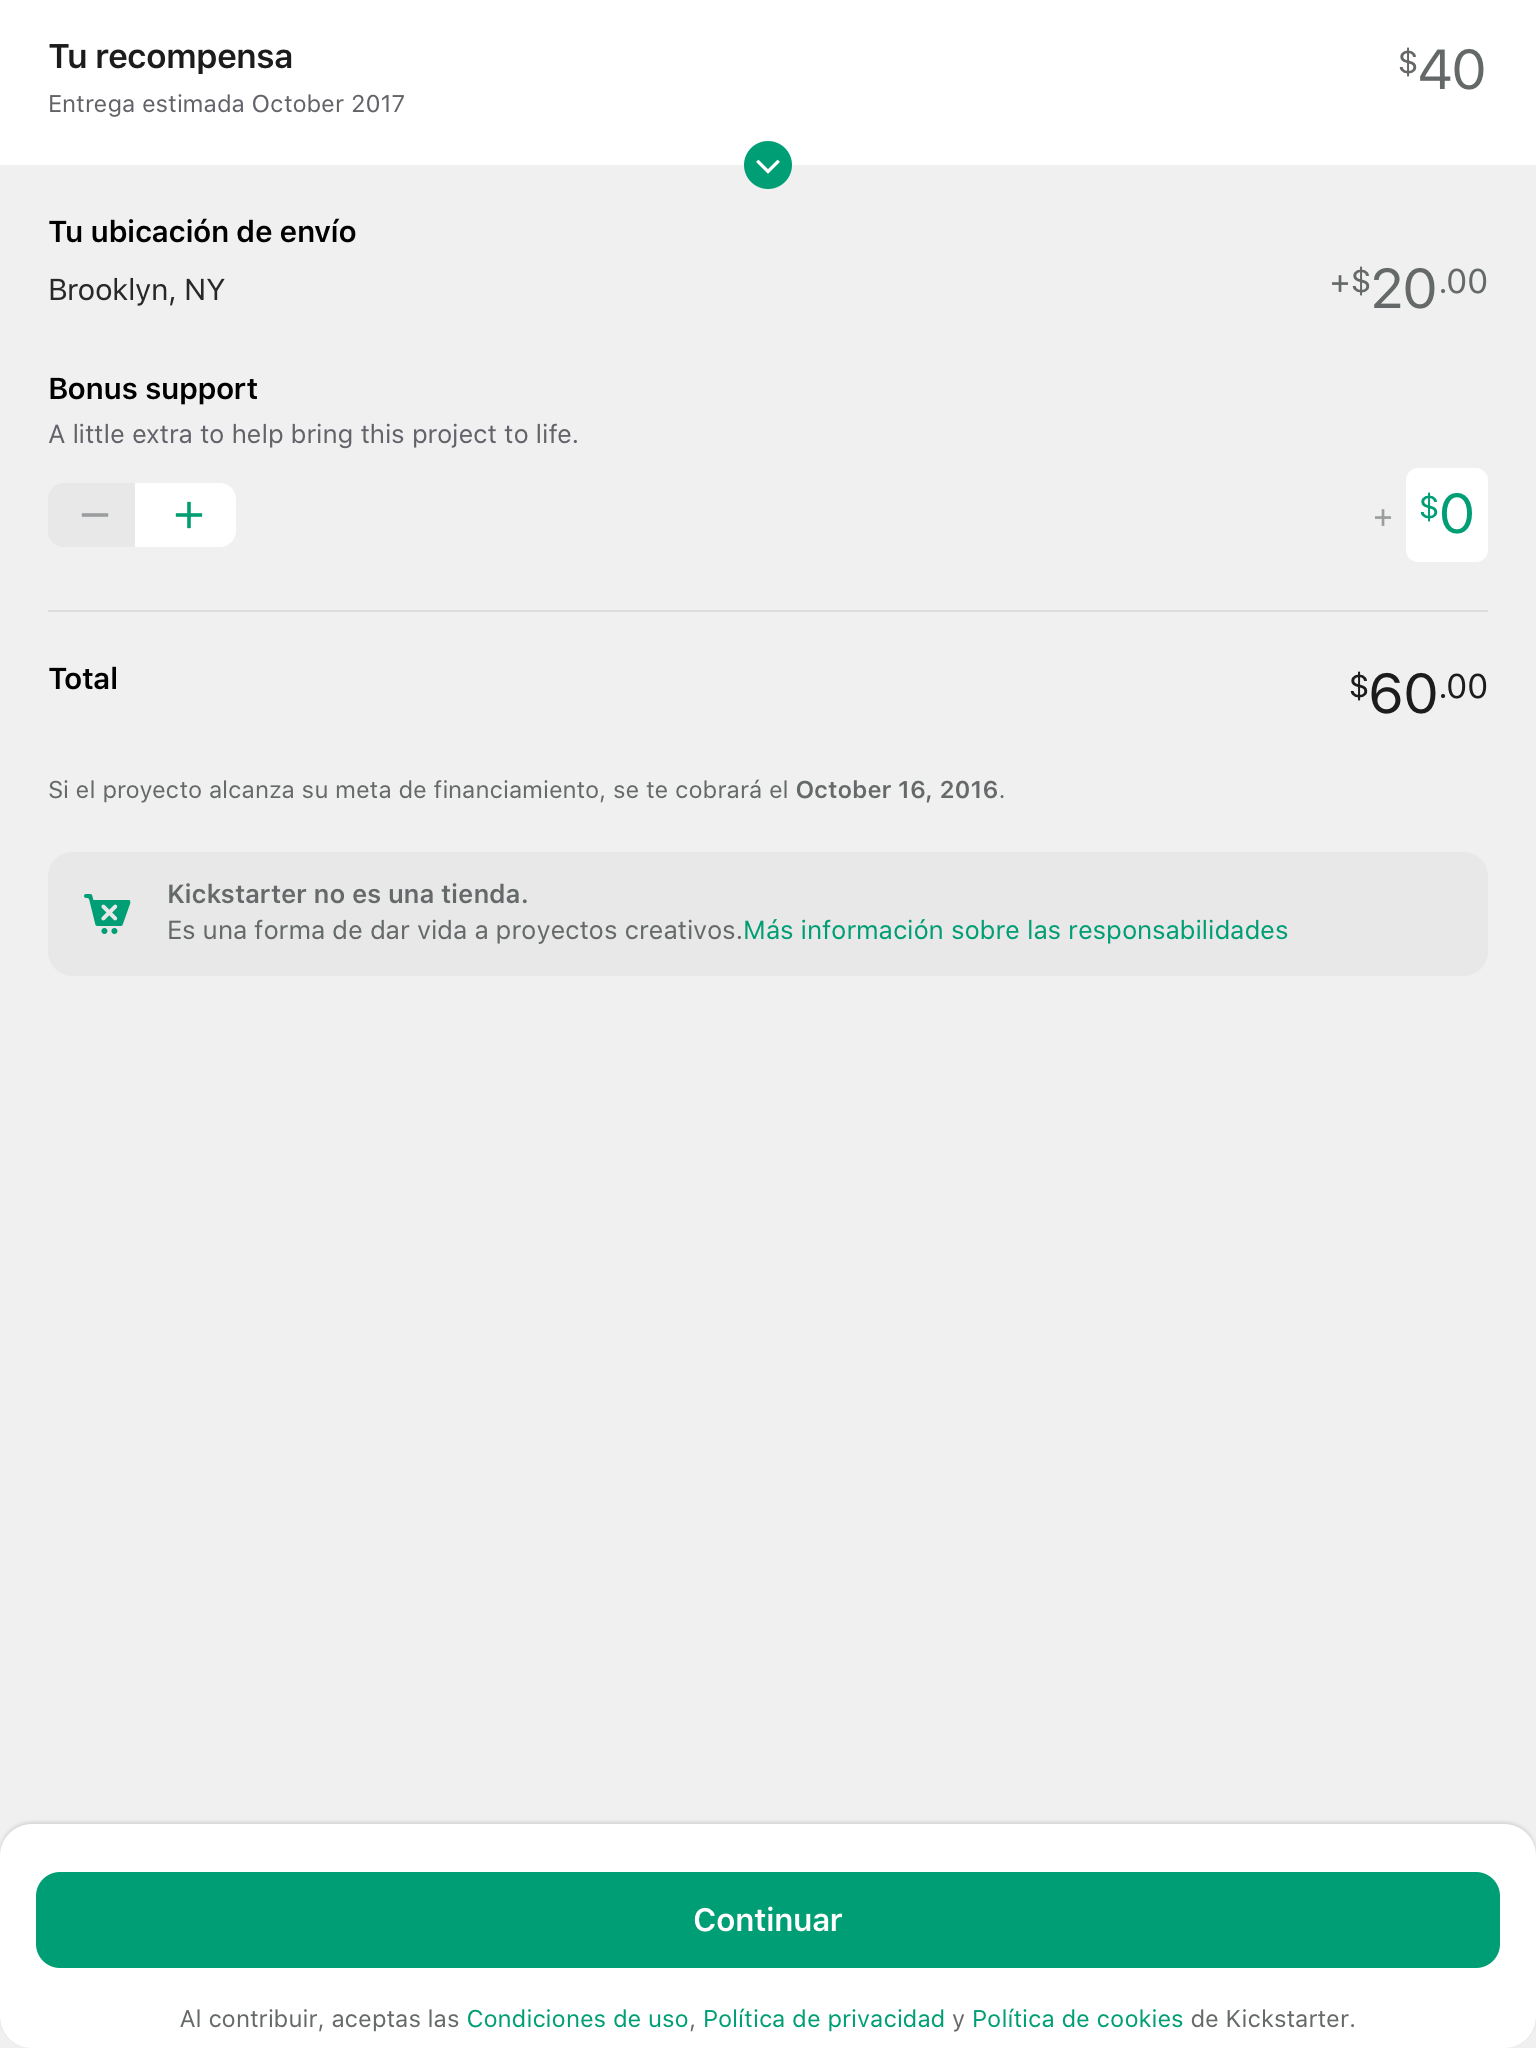 Tu recompensa
$40
Entrega estimada October 2017
Tu ubicación de envío
Brooklyn, NY
+$20.00
Bonus support
A little extra to help bring this project to life.
− +
+ $0
Total
$60.00
Si el proyecto alcanza su meta de financiamiento, se te cobrará el October 16, 2016.
Kickstarter no es una tienda.
Es una forma de dar vida a proyectos creativos.Más información sobre las responsabilidades
Continuar
Al contribuir, aceptas las Condiciones de uso, Política de privacidad y Política de cookies de Kickstarter.